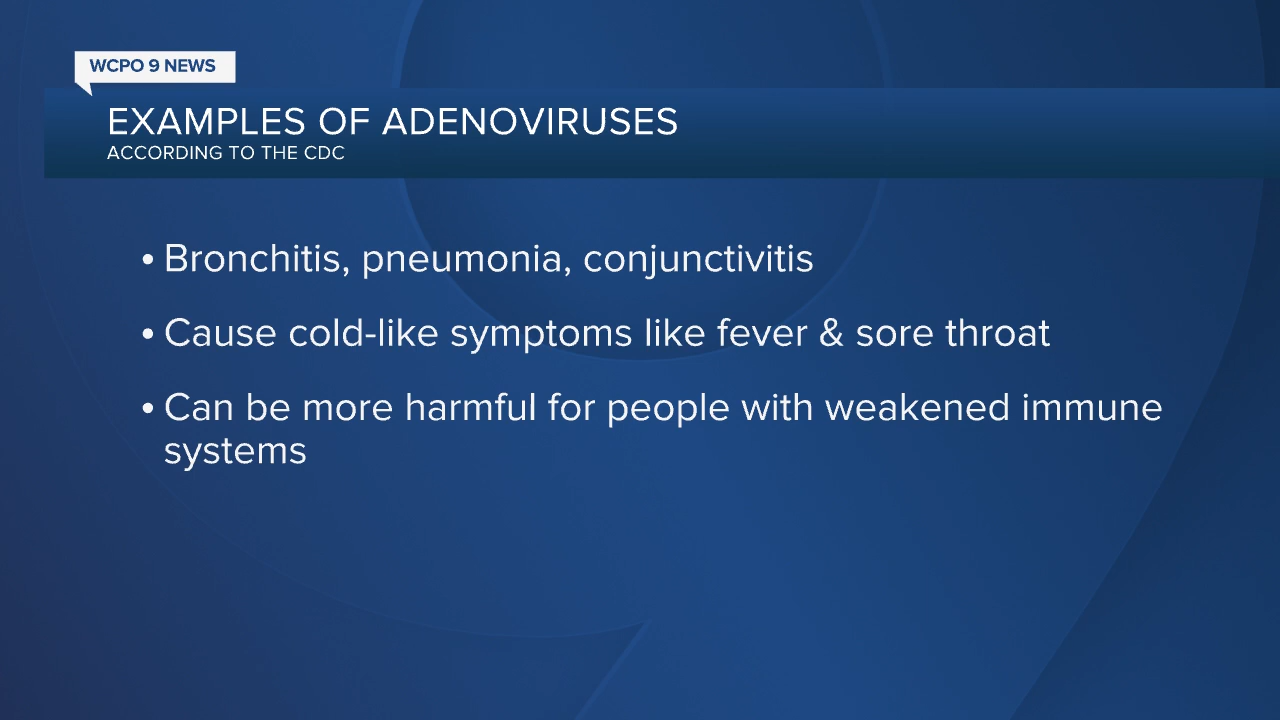 WCPO 9 NEWS
EXAMPLES OF ADENOVIRUSES
ACCORDING TO THE CDC
• Bronchitis, pneumonia, conjunctivitis
• Cause cold-like symptoms like fever & sore throat
• Can be more harmful for people with weakened immune
systems